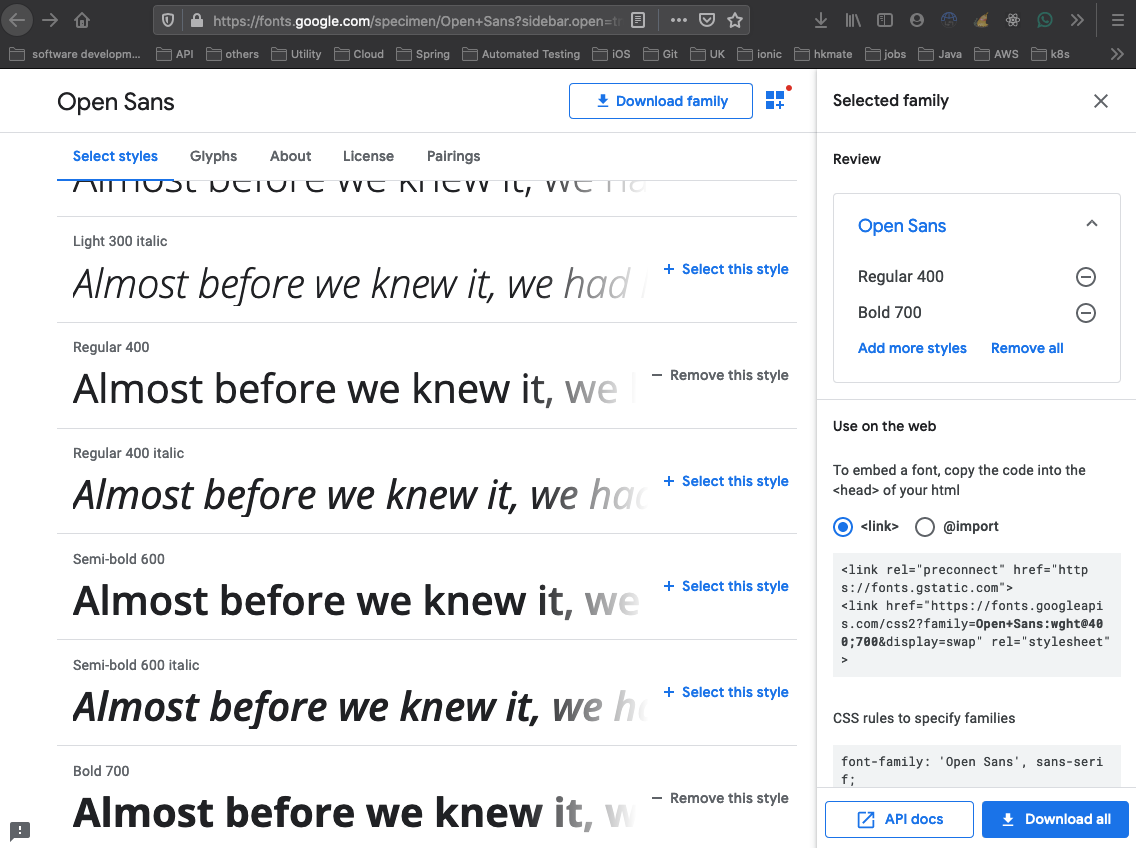 https://fonts.google.com/specimen/Open+Sans?sidebar.open=tr
software developm...
API
others
Utility
Cloud
Spring
Automated Testing
iOS
Git
UK
ionic
hkmate
jobs
Java
AWS
k8s
Open Sans
Download family
Select styles
Glyphs
About
License
Pairings
Almost before we knew it, we ha
Light 300 italic
Almost before we knew it, we had
Select this style
Regular 400
Almost before we knew it, we
Remove this style
Regular 400 italic
Almost before we knew it, we had
Select this style
Semi-bold 600
Almost before we knew it, we
Select this style
Semi-bold 600 italic
Almost before we knew it, we h
Select this style
Bold 700
Almost before we knew it, w
Remove this style
Selected family
Review
Open Sans
Regular 400
Bold 700
Add more styles
Remove all
Use on the web
To embed a font, copy the code into the
<head> of your html
<link>
@import
<link rel="preconnect" href="http
s://fonts.gstatic.com">
<link href="https://fonts.googleapi
s.com/css2?family=Open+Sans:wght@40
0;700&display=swap" rel="stylesheet"
>
CSS rules to specify families
font-family: 'Open Sans', sans-seri
f;
API docs
Download all